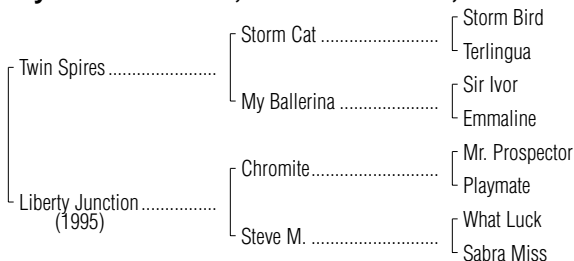 Storm Bird
Storm Cat ........................
Terlingua
Twin Spires ......................
Sir Ivor
My Ballerina ....................
Emmaline
Mr. Prospector
Chromite..........................
Playmate
Liberty Junction...............
(1995)
What Luck
Steve M. ..........................
Sabra Miss